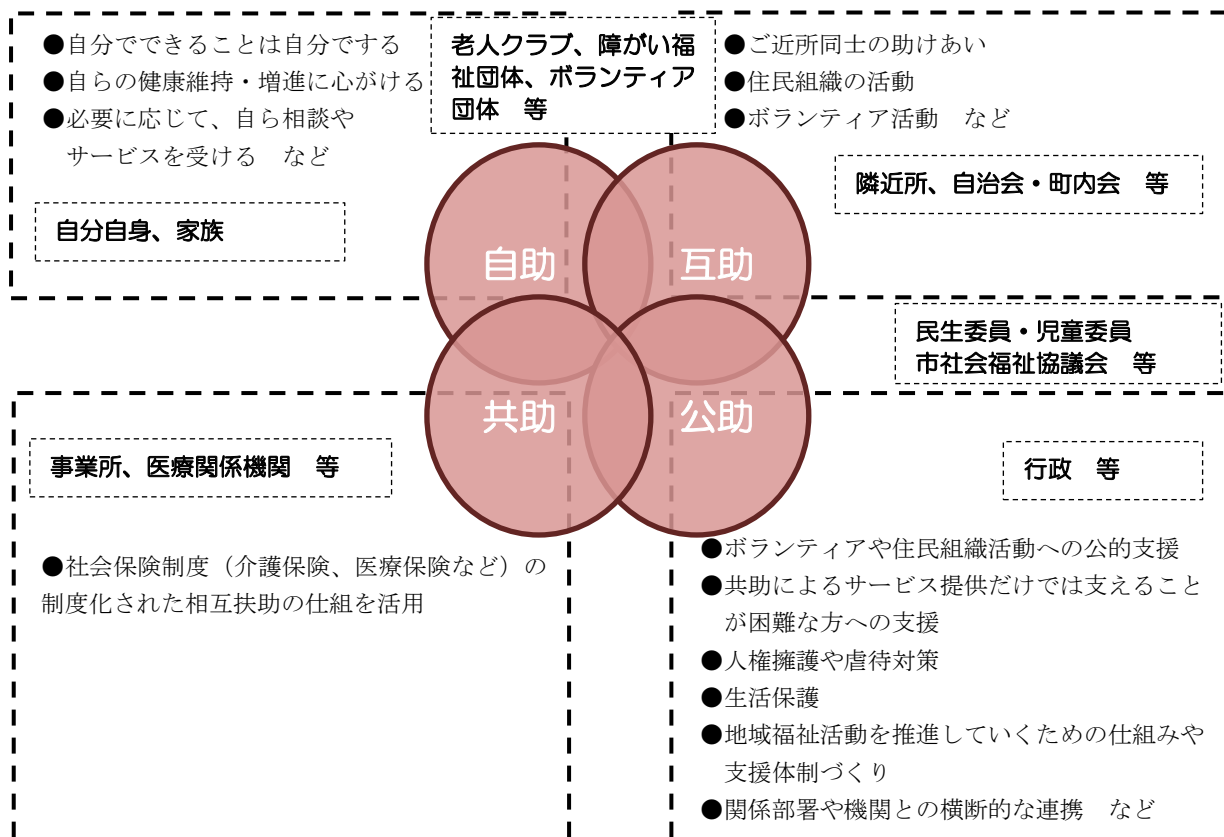 ●自分でできることは自分でする
●自らの健康維持・増進に心がける
●必要に応じて、自ら相談や
サービスを受ける　など
自分自身、家族
老人クラブ、障がい福
祉団体、ボランティア
団体　等
●ご近所同士の助けあい
●住民組織の活動
●ボランティア活動　など
隣近所、自治会・町内会　等
自助
互助
民生委員・児童委員
市社会福祉協議会　等
共助
公助
事業所、医療関係機関　等
●社会保険制度（介護保険、医療保険など）の
制度化された相互扶助の仕組を活用
行政　等
●ボランティアや住民組織活動への公的支援
●共助によるサービス提供だけでは支えること
が困難な方への支援
●人権擁護や虐待対策
●生活保護
●地域福祉活動を推進していくための仕組みや
支援体制づくり
●関係部署や機関との横断的な連携　など